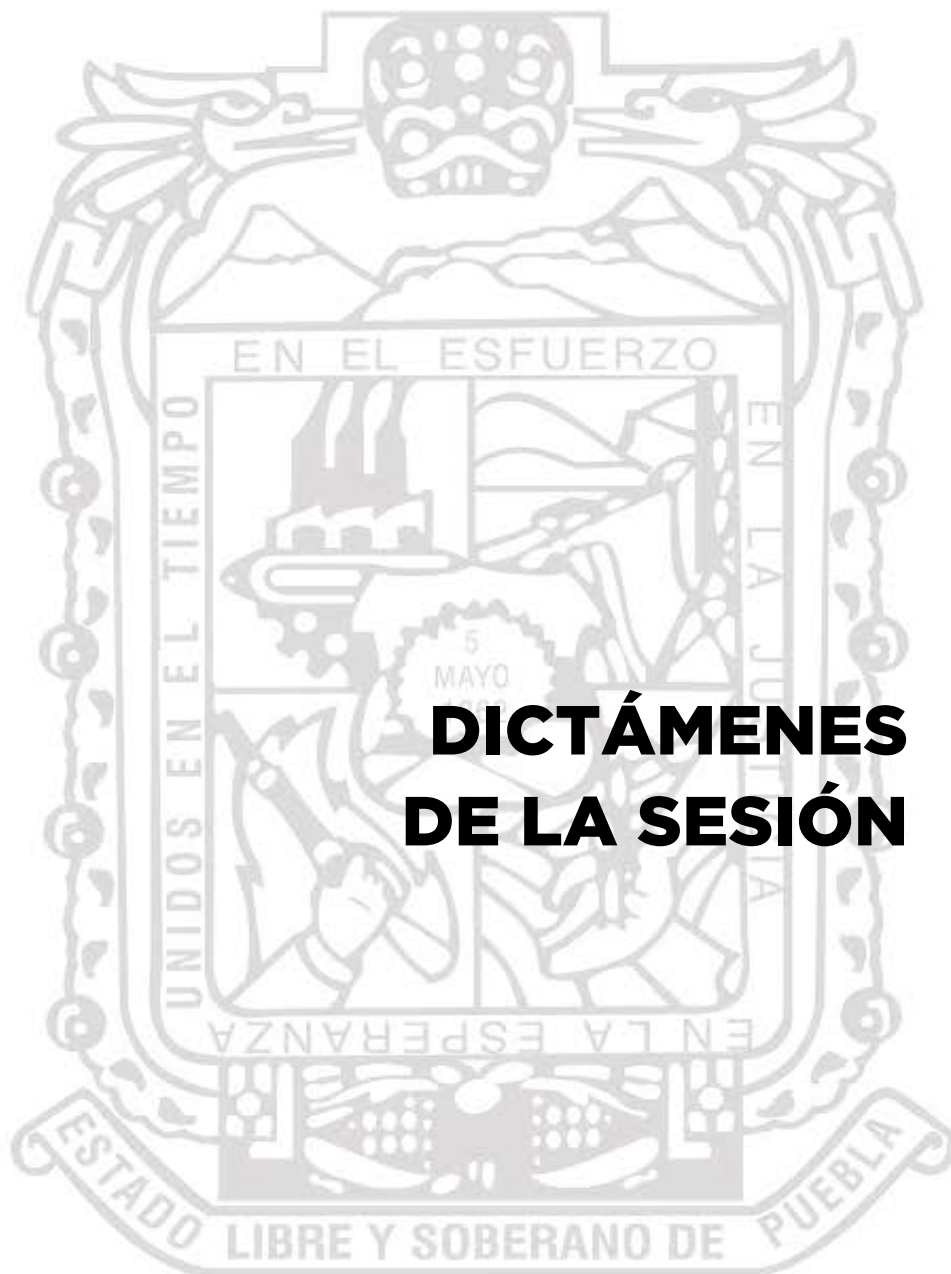 EN EL ESFUERZO
UNIDOS EN EL TIEMPO
EN LA
5
MAYO
DICTÁMENES
DE LA SESIÓN
EN LA ESPERANZA
ESTADO LIBRE Y SOBERANO DE PUEBLA